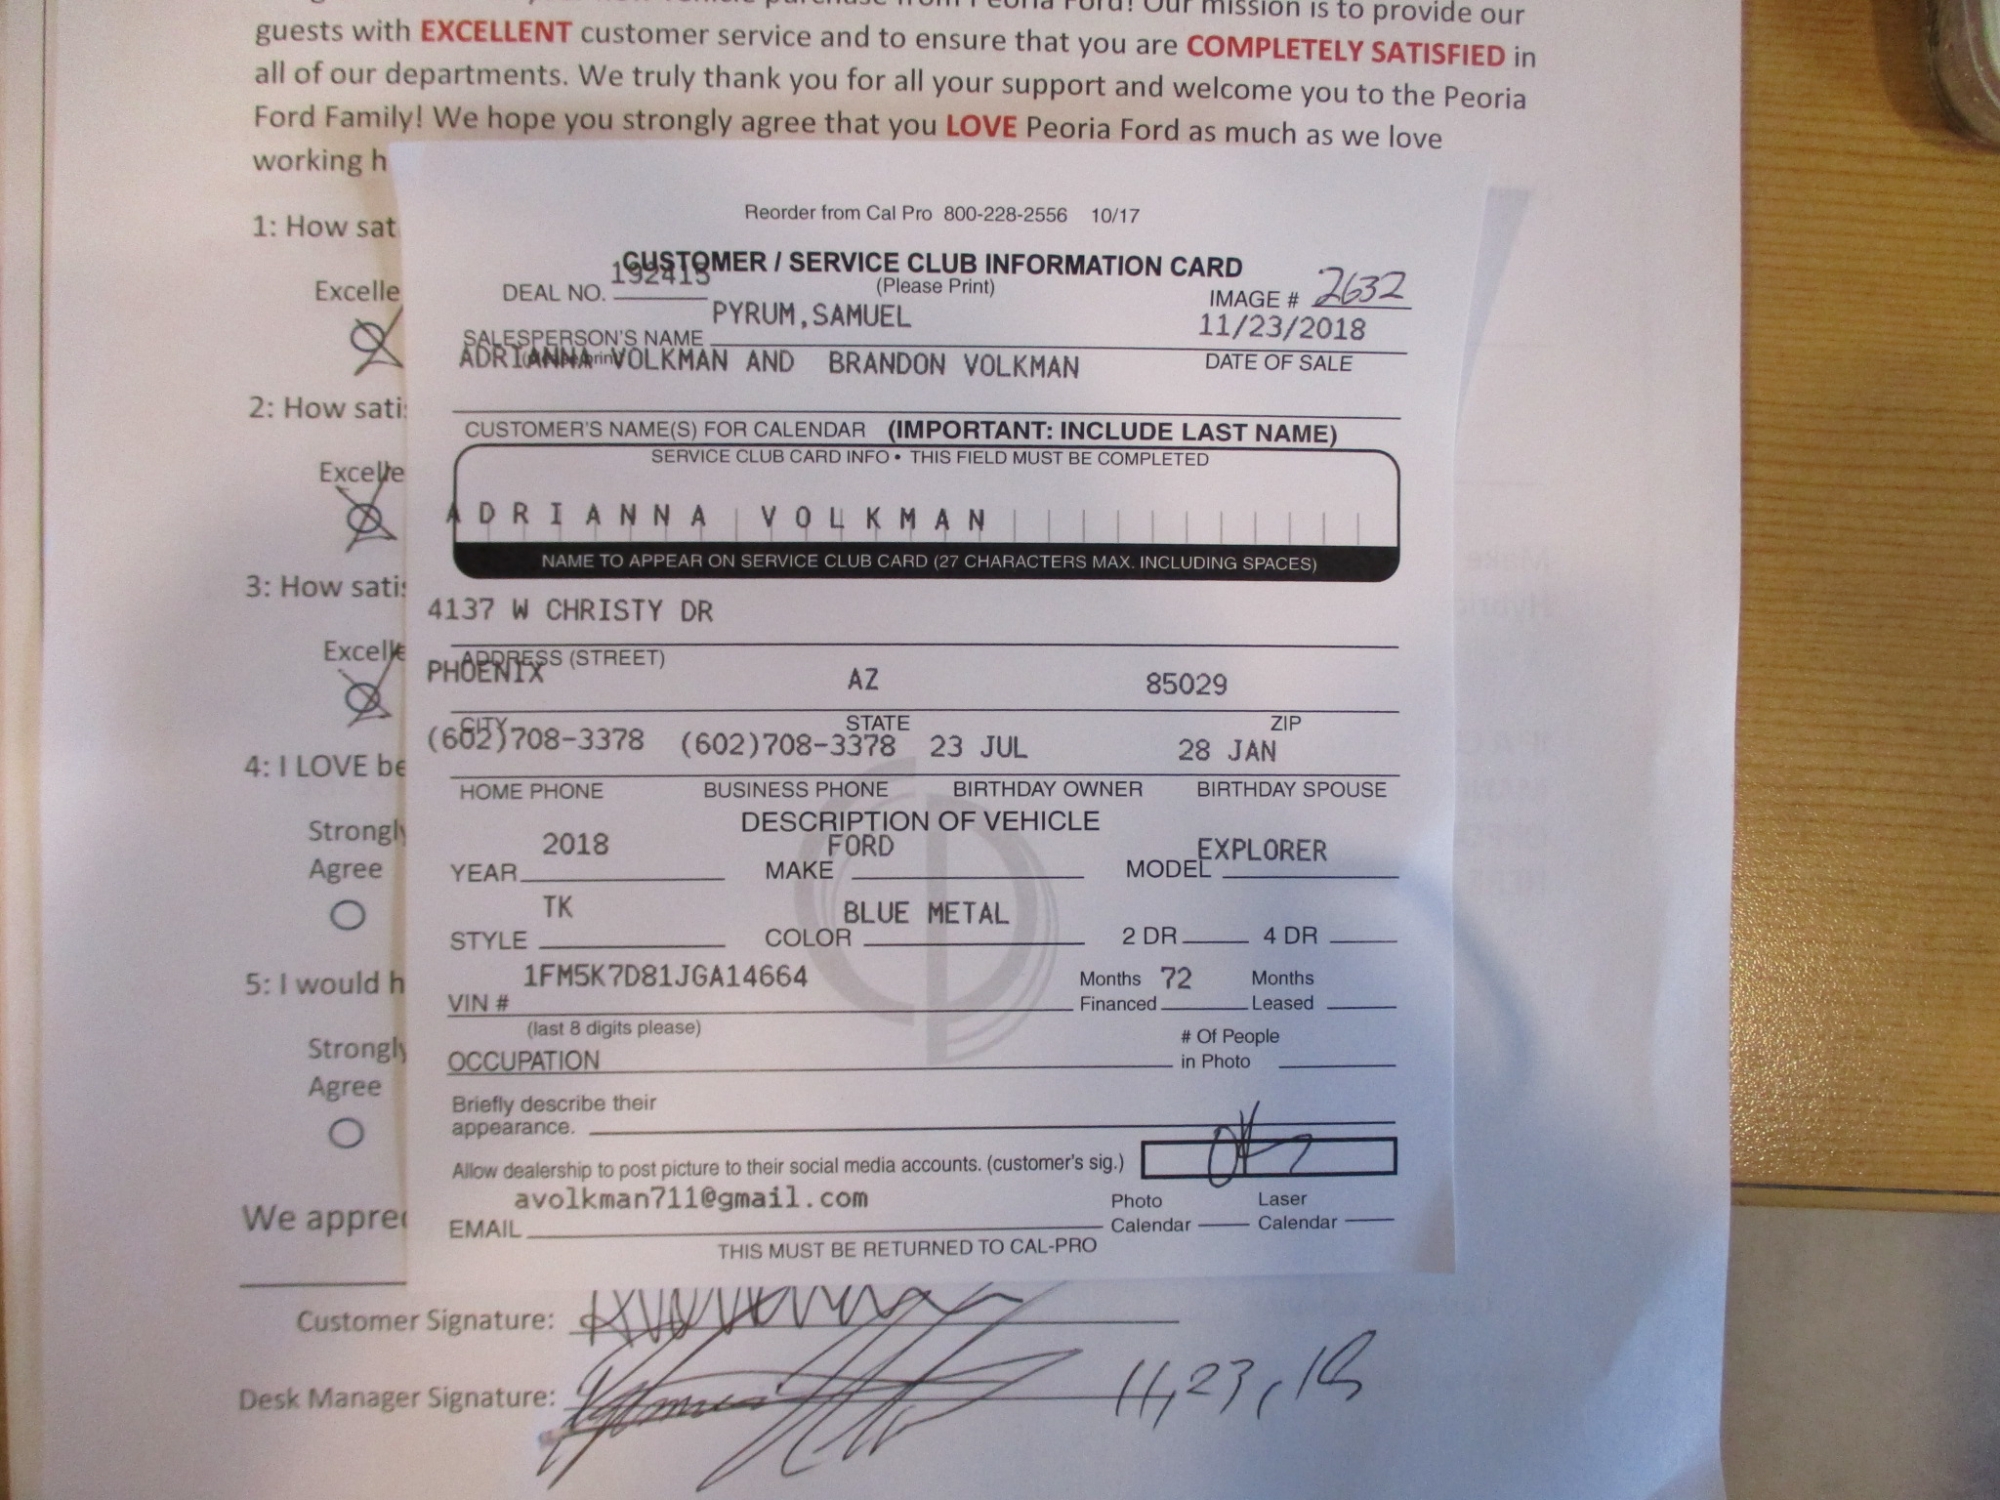 guests with EXCELLENT customer service and to ensure that you are COMPLETELY SATISFIED in
all of our departments. We truly thank you for all your support and welcome you to the Peoria
Ford Family! We hope you strongly agree that you LOVE Peoria Ford as much as we love
working h
Reorder from Cal Pro 800-228-2556 10/17
CUSTOMER / SERVICE CLUB INFORMATION CARD
(Please Print)
DEAL NO. 192415
IMAGE # 2632
SALESPERSON'S NAME PYRUM,SAMUEL
11/23/2018
DATE OF SALE
ADRIANNA VOLKMAN AND BRANDON VOLKMAN
CUSTOMER'S NAME(S) FOR CALENDAR (IMPORTANT: INCLUDE LAST NAME)
SERVICE CLUB CARD INFO • THIS FIELD MUST BE COMPLETED
ADRIANNA VOLKMAN
NAME TO APPEAR ON SERVICE CLUB CARD (27 CHARACTERS MAX. INCLUDING SPACES)
4137 W CHRISTY DR
ADDRESS (STREET)
PHOENIX AZ 85029
CITY STATE ZIP
(602)708-3378 (602)708-3378 23 JUL 28 JAN
HOME PHONE BUSINESS PHONE BIRTHDAY OWNER BIRTHDAY SPOUSE
DESCRIPTION OF VEHICLE
YEAR 2018 MAKE FORD MODEL EXPLORER
STYLE TK COLOR BLUE METAL 2 DR 4 DR
VIN # 1FM5K7D81JGA14664
(last 8 digits please)
Months Financed 72 Months Leased
OCCUPATION
# Of People in Photo
Briefly describe their
appearance.
Allow dealership to post picture to their social media accounts. (customer's sig.)
EMAIL avolkman711@gmail.com
Photo Calendar Laser Calendar
THIS MUST BE RETURNED TO CAL-PRO
1: How sat
Excelle
2: How satis
Excelle
3: How satis
Excelle
4: I LOVE be
Strongly
Agree
5: I would h
Strongly
Agree
We apprec
Customer Signature:
Desk Manager Signature: 11,23,18